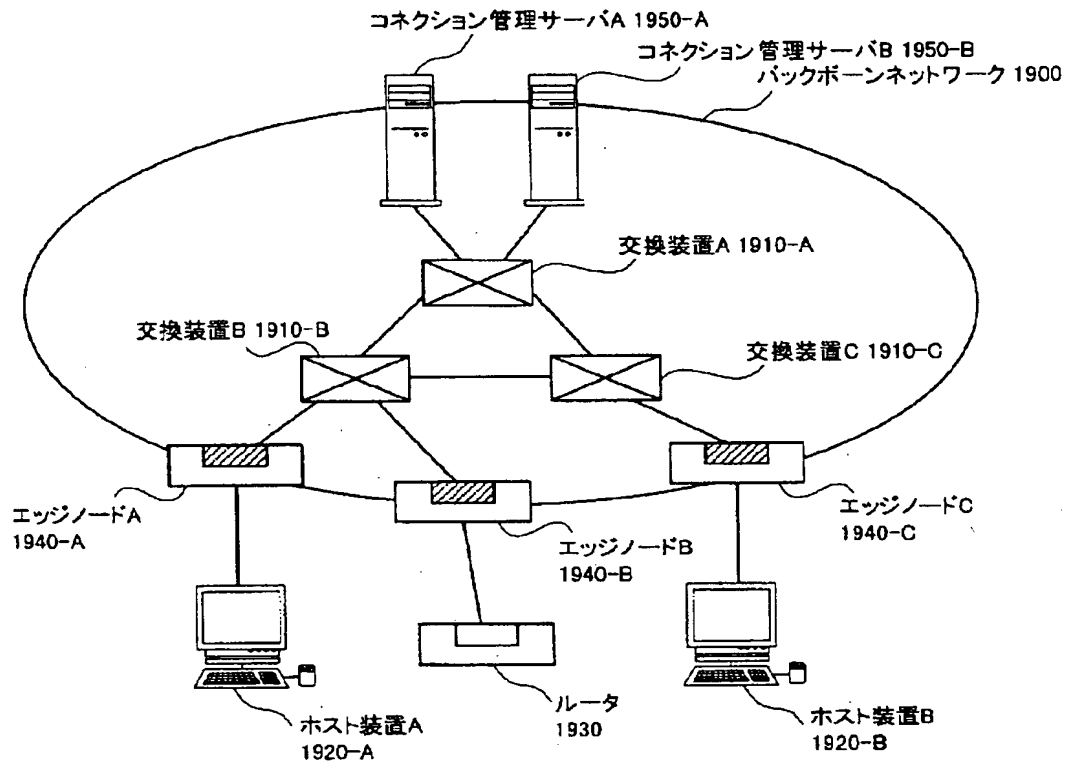 コネクション管理サーバA 1950-A
コネクション管理サーバB 1950-B
バックボーンネットワーク 1900
交換装置A 1910-A
交換装置B 1910-B
交換装置C 1910-C
エッジノードA
1940-A
エッジノードB
1940-B
エッジノードC
1940-C
ホスト装置A
1920-A
ルータ
1930
ホスト装置B
1920-B